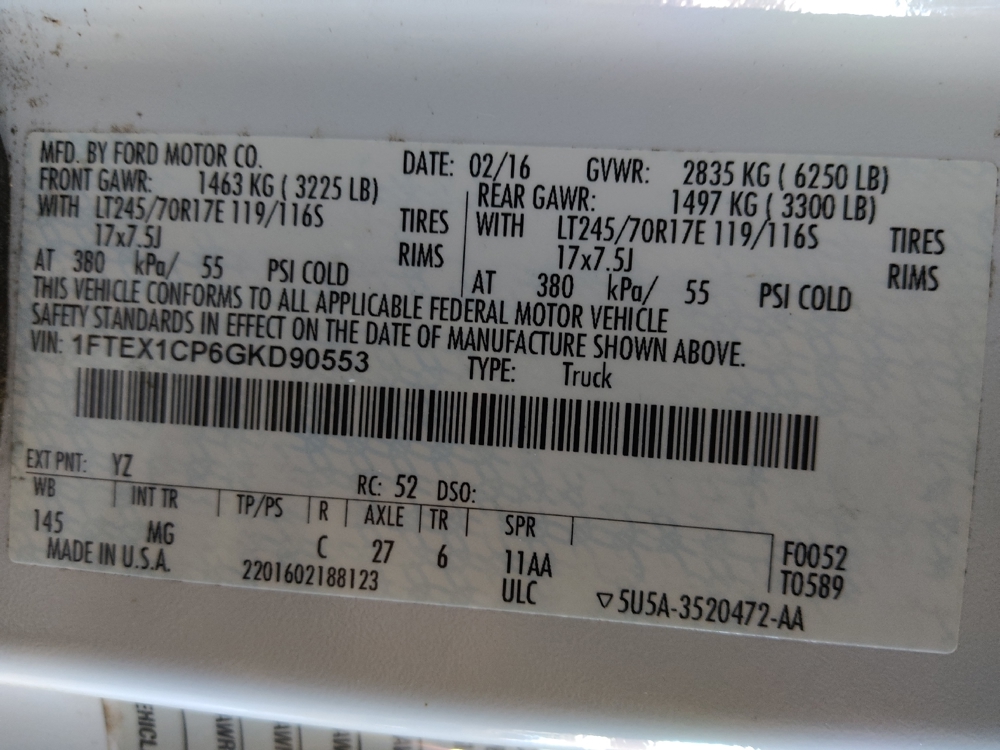 MFD. BY FORD MOTOR CO. DATE: 02/16 GVWR: 2835 KG ( 6250 LB)
FRONT GAWR: 1463 KG ( 3225 LB) REAR GAWR: 1497 KG ( 3300 LB)
WITH LT245/70R17E 119/116S TIRES WITH LT245/70R17E 119/116S TIRES
17x7.5J RIMS 17x7.5J RIMS
AT 380 kPa/ 55 PSI COLD AT 380 kPa/ 55 PSI COLD
THIS VEHICLE CONFORMS TO ALL APPLICABLE FEDERAL MOTOR VEHICLE
SAFETY STANDARDS IN EFFECT ON THE DATE OF MANUFACTURE SHOWN ABOVE.
VIN: 1FTEX1CP6GKD90553 TYPE: Truck
EXT PNT: YZ RC: 52 DSO:
WB INT TR TP/PS R AXLE TR SPR
145 MG C 27 6 11AA F0052
MADE IN U.S.A. 2201602188123 ULC T0589
▽5U5A-3520472-AA